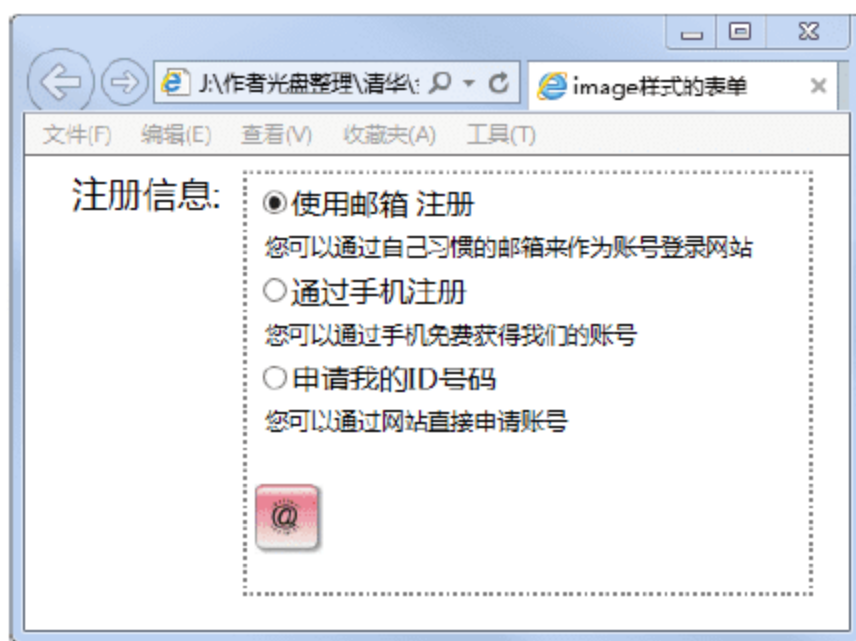 J:\作者光盘整理\清华\
image样式的表单
文件(F) 编辑(E) 查看(V) 收藏夹(A) 工具(T)
注册信息:
使用邮箱 注册
您可以通过自己习惯的邮箱来作为账号登录网站
通过手机注册
您可以通过手机免费获得我们的账号
申请我的ID号码
您可以通过网站直接申请账号
@